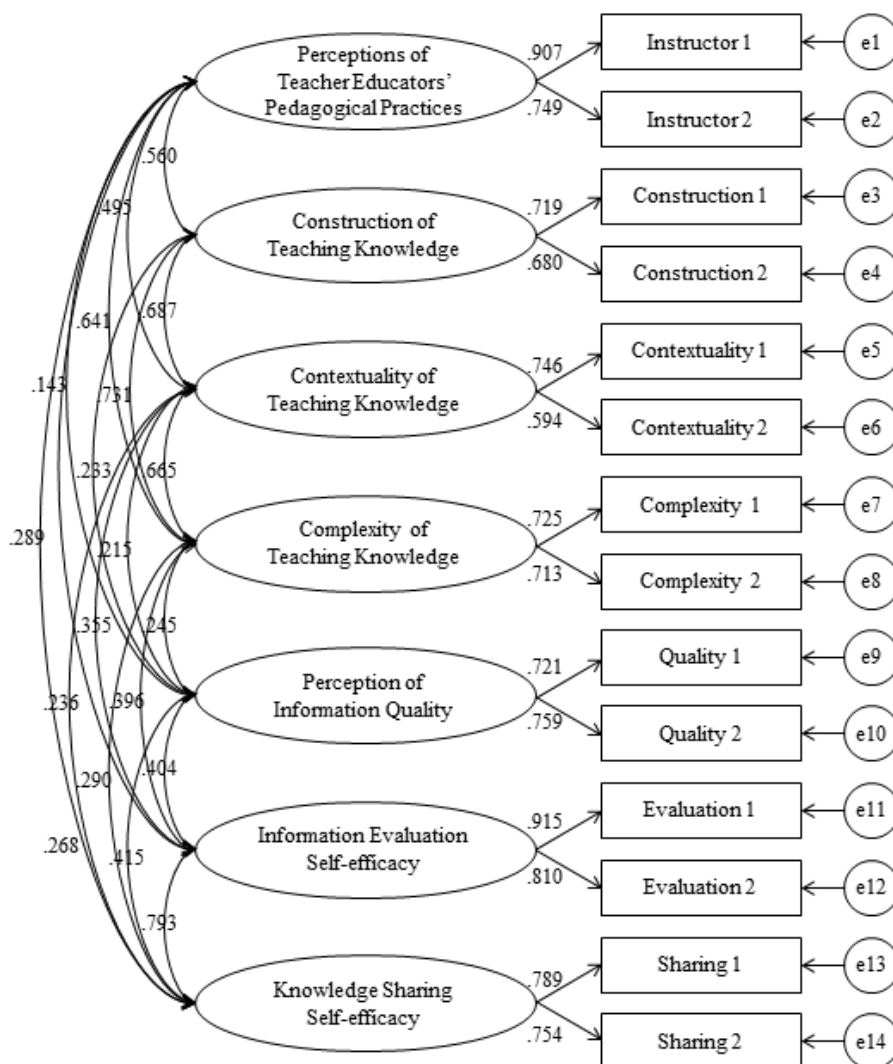 Perceptions of
Teacher Educators'
Pedagogical Practices
.907
.749
Instructor 1
e1
Instructor 2
e2
.560
.495
Construction of
Teaching Knowledge
.719
.680
Construction 1
e3
Construction 2
e4
.641
.687
.143
.731
Contextuality of
Teaching Knowledge
.746
.594
Contextuality 1
e5
Contextuality 2
e6
.233
.665
.289
.215
Complexity of
Teaching Knowledge
.725
.713
Complexity 1
e7
Complexity 2
e8
.355
.245
.236
.396
Perception of
Information Quality
.721
.759
Quality 1
e9
Quality 2
e10
.290
.404
.268
.415
Information Evaluation
Self-efficacy
.915
.810
Evaluation 1
e11
Evaluation 2
e12
.793
Knowledge Sharing
Self-efficacy
.789
.754
Sharing 1
e13
Sharing 2
e14